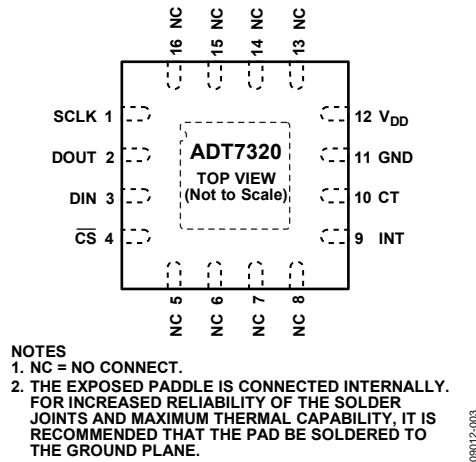 16 NC
15 NC
14 NC
13 NC
SCLK 1
DOUT 2
DIN 3
CS 4
ADT7320
TOP VIEW
(Not to Scale)
12 VDD
11 GND
10 CT
9 INT
NC 5
NC 6
NC 7
NC 8
NOTES
1. NC = NO CONNECT.
2. THE EXPOSED PADDLE IS CONNECTED INTERNALLY.
FOR INCREASED RELIABILITY OF THE SOLDER
JOINTS AND MAXIMUM THERMAL CAPABILITY, IT IS
RECOMMENDED THAT THE PAD BE SOLDERED TO
THE GROUND PLANE.
09012-003